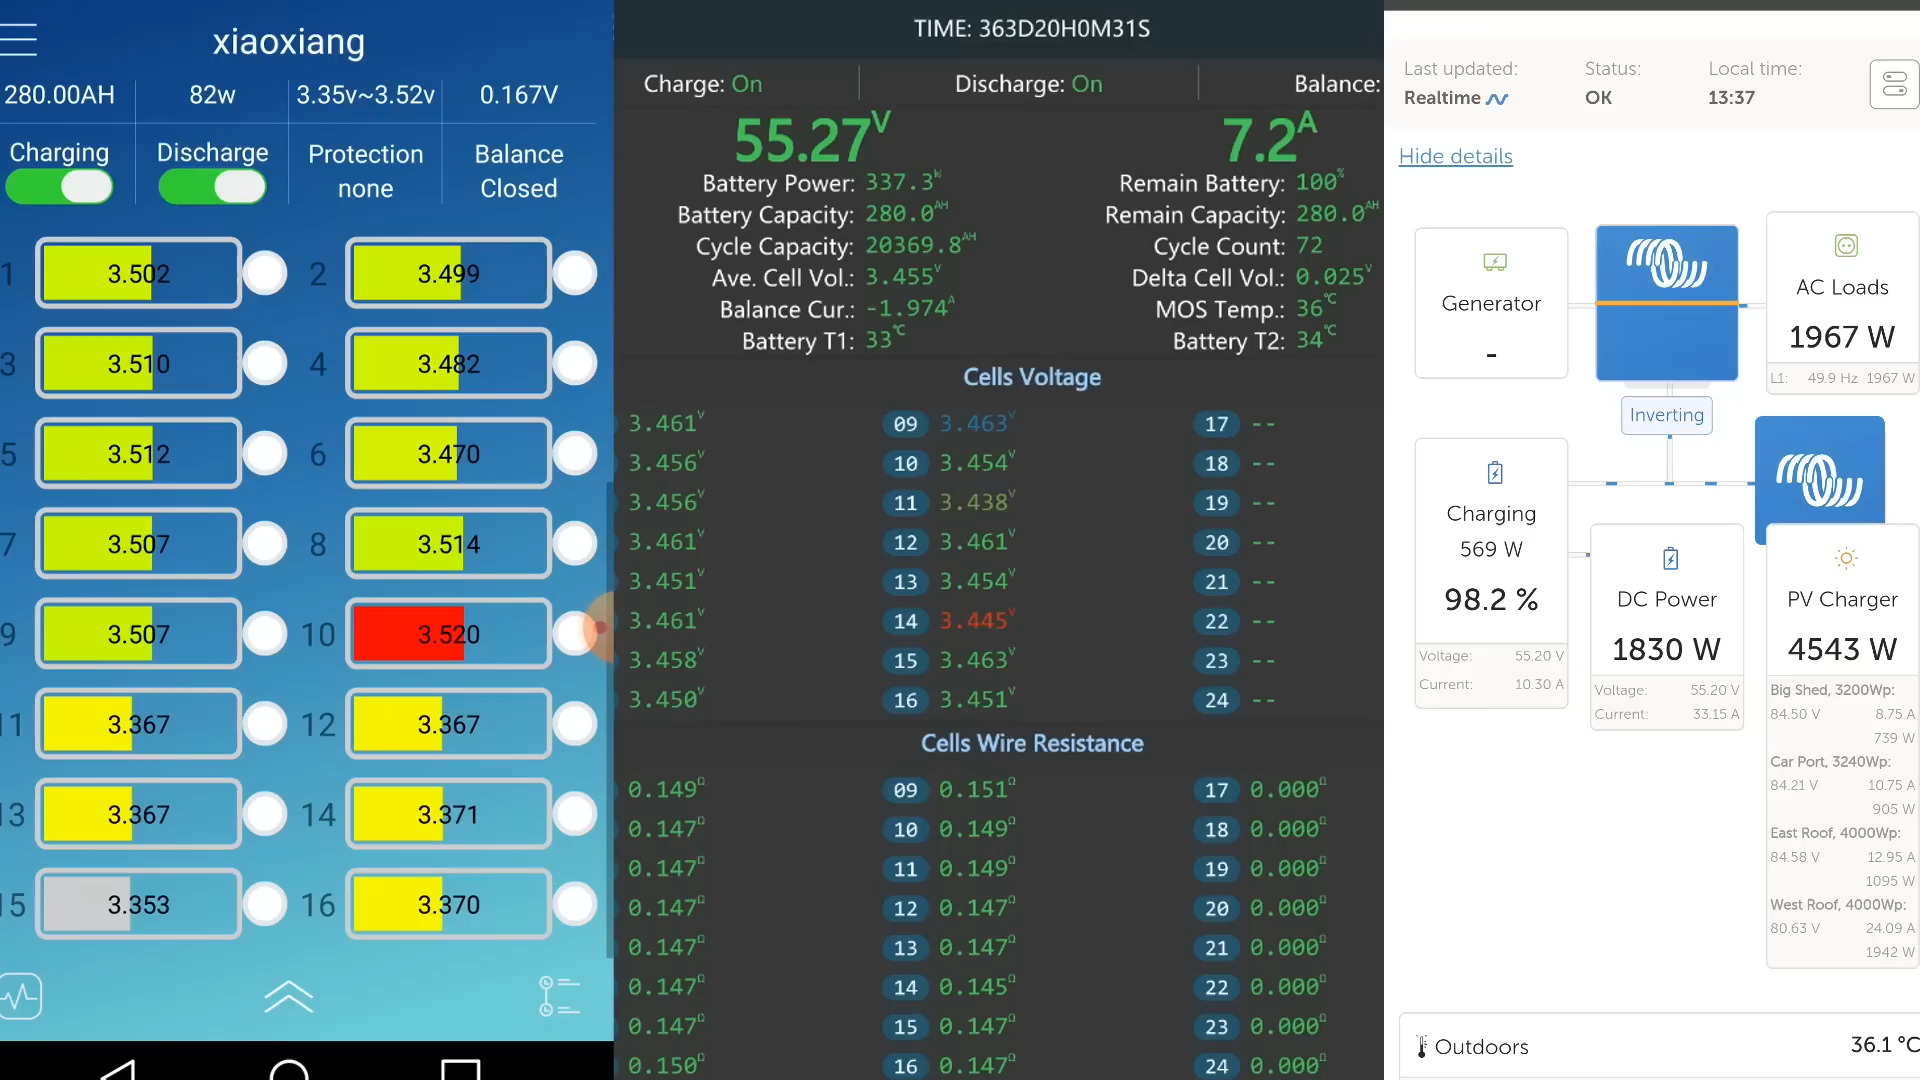 xiaoxiang
280.00AH 82w 3.35v~3.52v 0.167V
Charging Discharge Protection none Balance Closed
1 3.502 2 3.499
3 3.510 4 3.482
5 3.512 6 3.470
7 3.507 8 3.514
9 3.507 10 3.520
11 3.367 12 3.367
13 3.367 14 3.371
15 3.353 16 3.370
TIME: 363D20H0M31S
Charge: On Discharge: On Balance:
55.27V 7.2A
Battery Power: 337.3W Remain Battery: 100%
Battery Capacity: 280.0AH Remain Capacity: 280.0AH
Cycle Capacity: 20369.8AH Cycle Count: 72
Ave. Cell Vol.: 3.455V Delta Cell Vol.: 0.025V
Balance Cur.: -1.974A MOS Temp.: 36℃
Battery T1: 33℃ Battery T2: 34℃
Cells Voltage
3.461V 09 3.463V 17 --
3.456V 10 3.454V 18 --
3.456V 11 3.438V 19 --
3.461V 12 3.461V 20 --
3.451V 13 3.454V 21 --
3.461V 14 3.445V 22 --
3.458V 15 3.463V 23 --
3.450V 16 3.451V 24 --
Cells Wire Resistance
0.149Ω 09 0.151Ω 17 0.000Ω
0.147Ω 10 0.149Ω 18 0.000Ω
0.147Ω 11 0.149Ω 19 0.000Ω
0.147Ω 12 0.147Ω 20 0.000Ω
0.147Ω 13 0.147Ω 21 0.000Ω
0.147Ω 14 0.145Ω 22 0.000Ω
0.147Ω 15 0.147Ω 23 0.000Ω
0.150Ω 16 0.147Ω 24 0.000Ω
Last updated: Status: Local time:
Realtime OK 13:37
Hide details
Generator
-
AC Loads
1967 W
L1: 49.9 Hz 1967 W
Inverting
Charging
569 W
98.2 %
Voltage: 55.20 V
Current: 10.30 A
DC Power
1830 W
Voltage: 55.20 V
Current: 33.15 A
PV Charger
4543 W
Big Shed, 3200Wp:
84.50 V 8.75 A
739 W
Car Port, 3240Wp:
84.21 V 10.75 A
905 W
East Roof, 4000Wp:
84.58 V 12.95 A
1095 W
West Roof, 4000Wp:
80.63 V 24.09 A
1942 W
Outdoors 36.1 °C